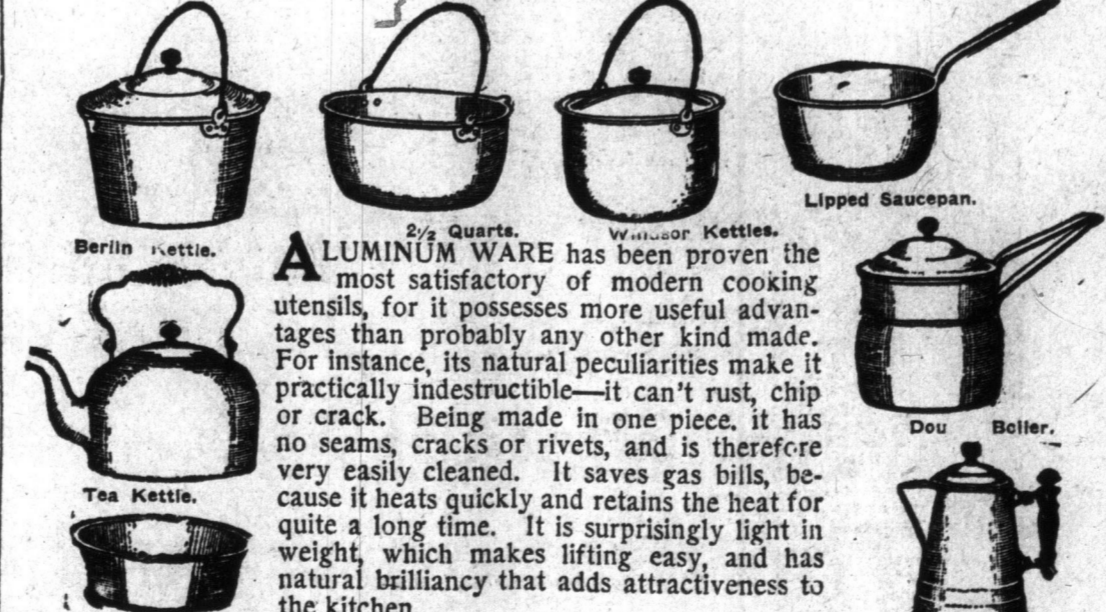 Lipped Saucepan.
2½ Quarts.
Kettles.
Berlin Kettle.
ALUMINUM WARE has been proven the
most satisfactory of modern cooking
utensils, for it possesses more useful advan-
tages than probably any other kind made.
For instance, its natural peculiarities make it
practically indestructible—it can't rust, chip
or crack. Being made in one piece. it has
no seams, cracks or rivets, and is therefore
very easily cleaned. It saves gas bills, be-
cause it heats quickly and retains the heat for
quite a long time. It is surprisingly light in
weight, which makes lifting easy, and has
natural brilliancy that adds attractiveness to
the kitchen
Dou Boiler.
Tea Kettle.